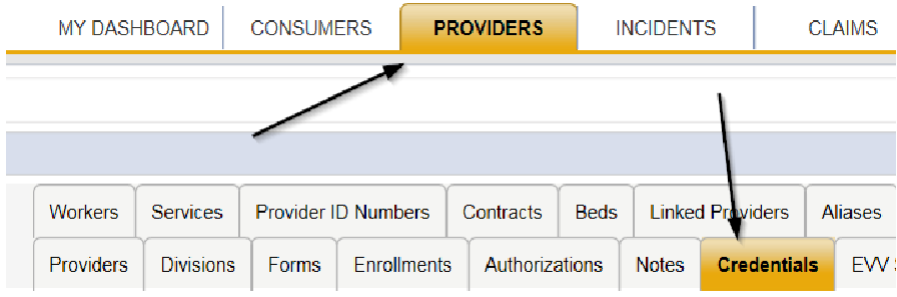 MY DASHBOARD CONSUMERS PROVIDERS INCIDENTS CLAIMS
Workers Services Provider ID Numbers Contracts Beds Linked Providers Aliases
Providers Divisions Forms Enrollments Authorizations Notes Credentials EVV